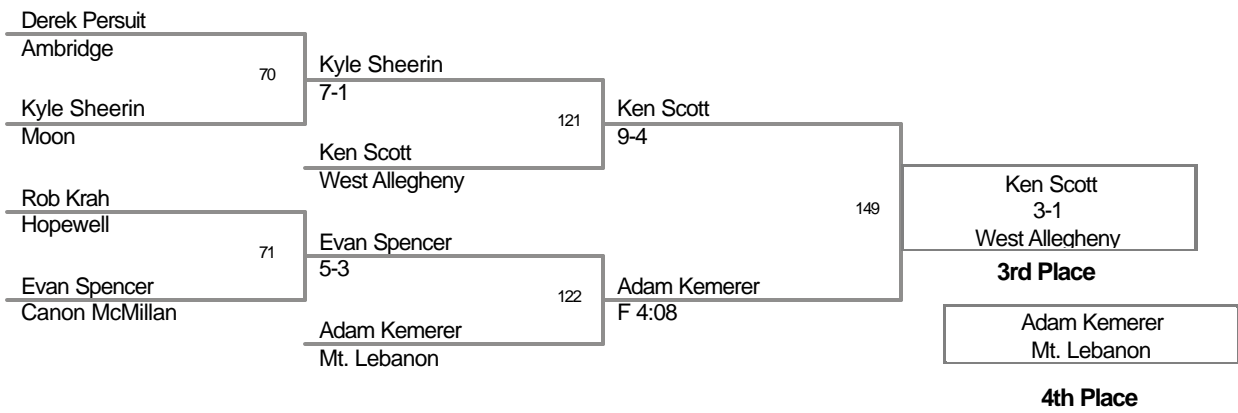 Derek Persuit
Ambridge
70
Kyle Sheerin
7-1
Kyle Sheerin
Moon
121
Ken Scott
9-4
Ken Scott
West Allegheny
Rob Krah
Hopewell
71
Evan Spencer
5-3
Evan Spencer
Canon McMillan
122
Adam Kemerer
F 4:08
Adam Kemerer
Mt. Lebanon
149
Ken Scott
3-1
West Allegheny
3rd Place
Adam Kemerer
Mt. Lebanon
4th Place